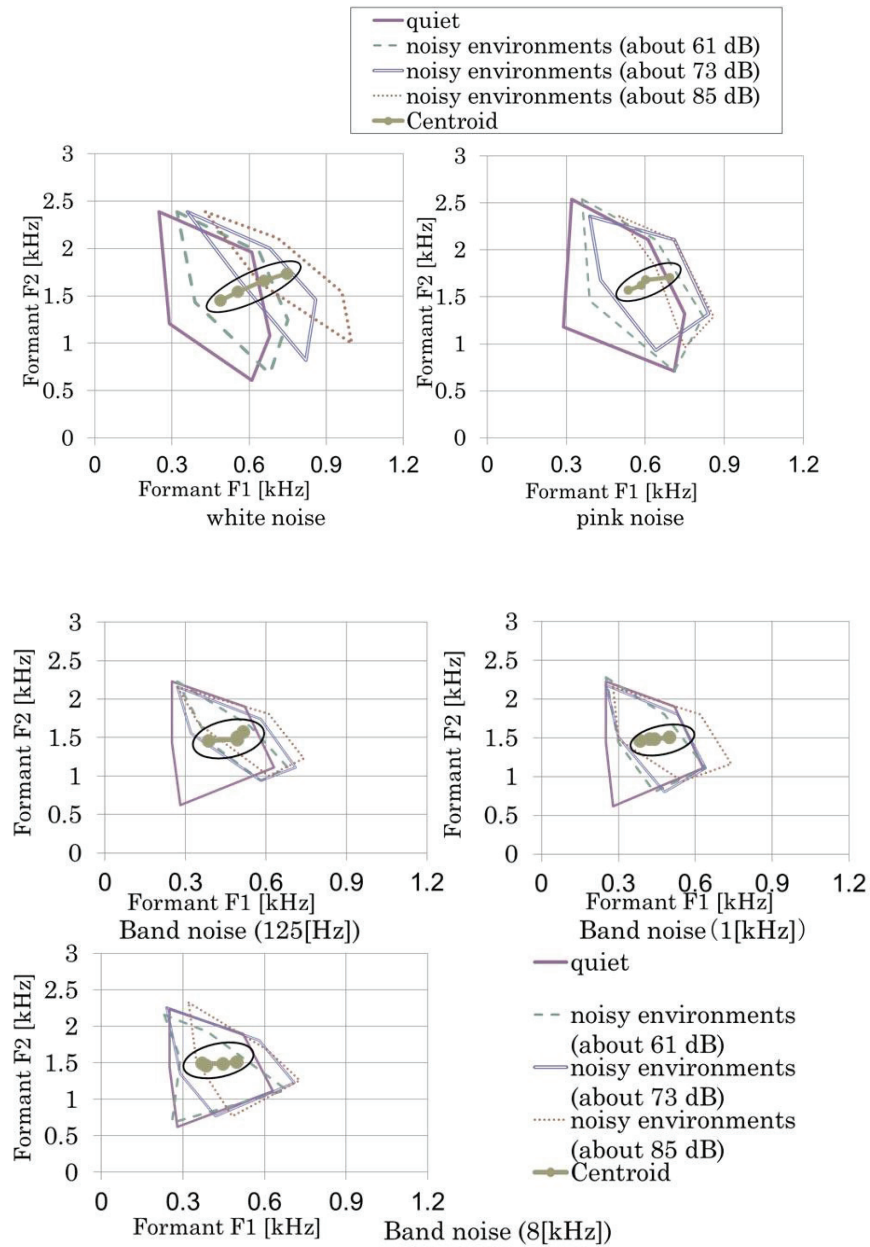 quiet
noisy environments (about 61 dB)
noisy environments (about 73 dB)
noisy environments (about 85 dB)
Centroid
Formant F2 [kHz]
3
2.5
2
1.5
1
0.5
0
0 0.3 0.6 0.9 1.2
Formant F1 [kHz]
white noise
Formant F2 [kHz]
3
2.5
2
1.5
1
0.5
0
0 0.3 0.6 0.9 1.2
Formant F1 [kHz]
pink noise
Formant F2 [kHz]
3
2.5
2
1.5
1
0.5
0
0 0.3 0.6 0.9 1.2
Formant F1 [kHz]
Band noise (125[Hz])
Formant F2 [kHz]
3
2.5
2
1.5
1
0.5
0
0 0.3 0.6 0.9 1.2
Formant F1 [kHz]
Band noise (1[kHz])
Formant F2 [kHz]
3
2.5
2
1.5
1
0.5
0
0 0.3 0.6 0.9 1.2
Formant F1 [kHz]
Band noise (8[kHz])
quiet
noisy environments
(about 61 dB)
noisy environments
(about 73 dB)
noisy environments
(about 85 dB)
Centroid